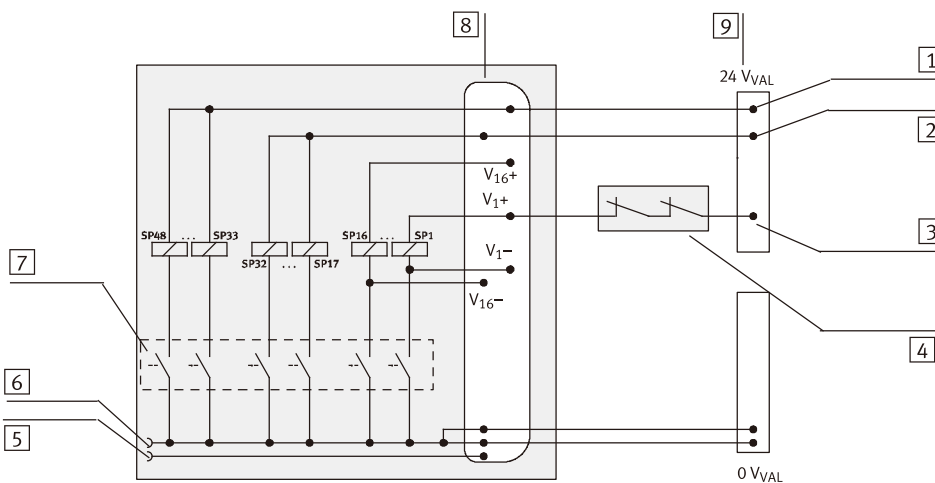 8
9
24 VVAL
1
2
V16+
V1+
SP48 ... SP33
SP16 ... SP1
SP32 ... SP17
3
V1–
7
V16–
4
6
5
0 VVAL